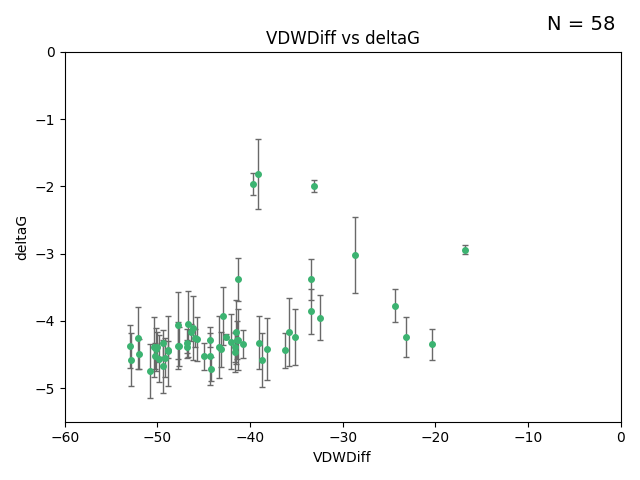 N = 58
VDWDiff vs deltaG
0
−1
−2
−3
−4
−5
deltaG
−60 −50 −40 −30 −20 −10 0
VDWDiff